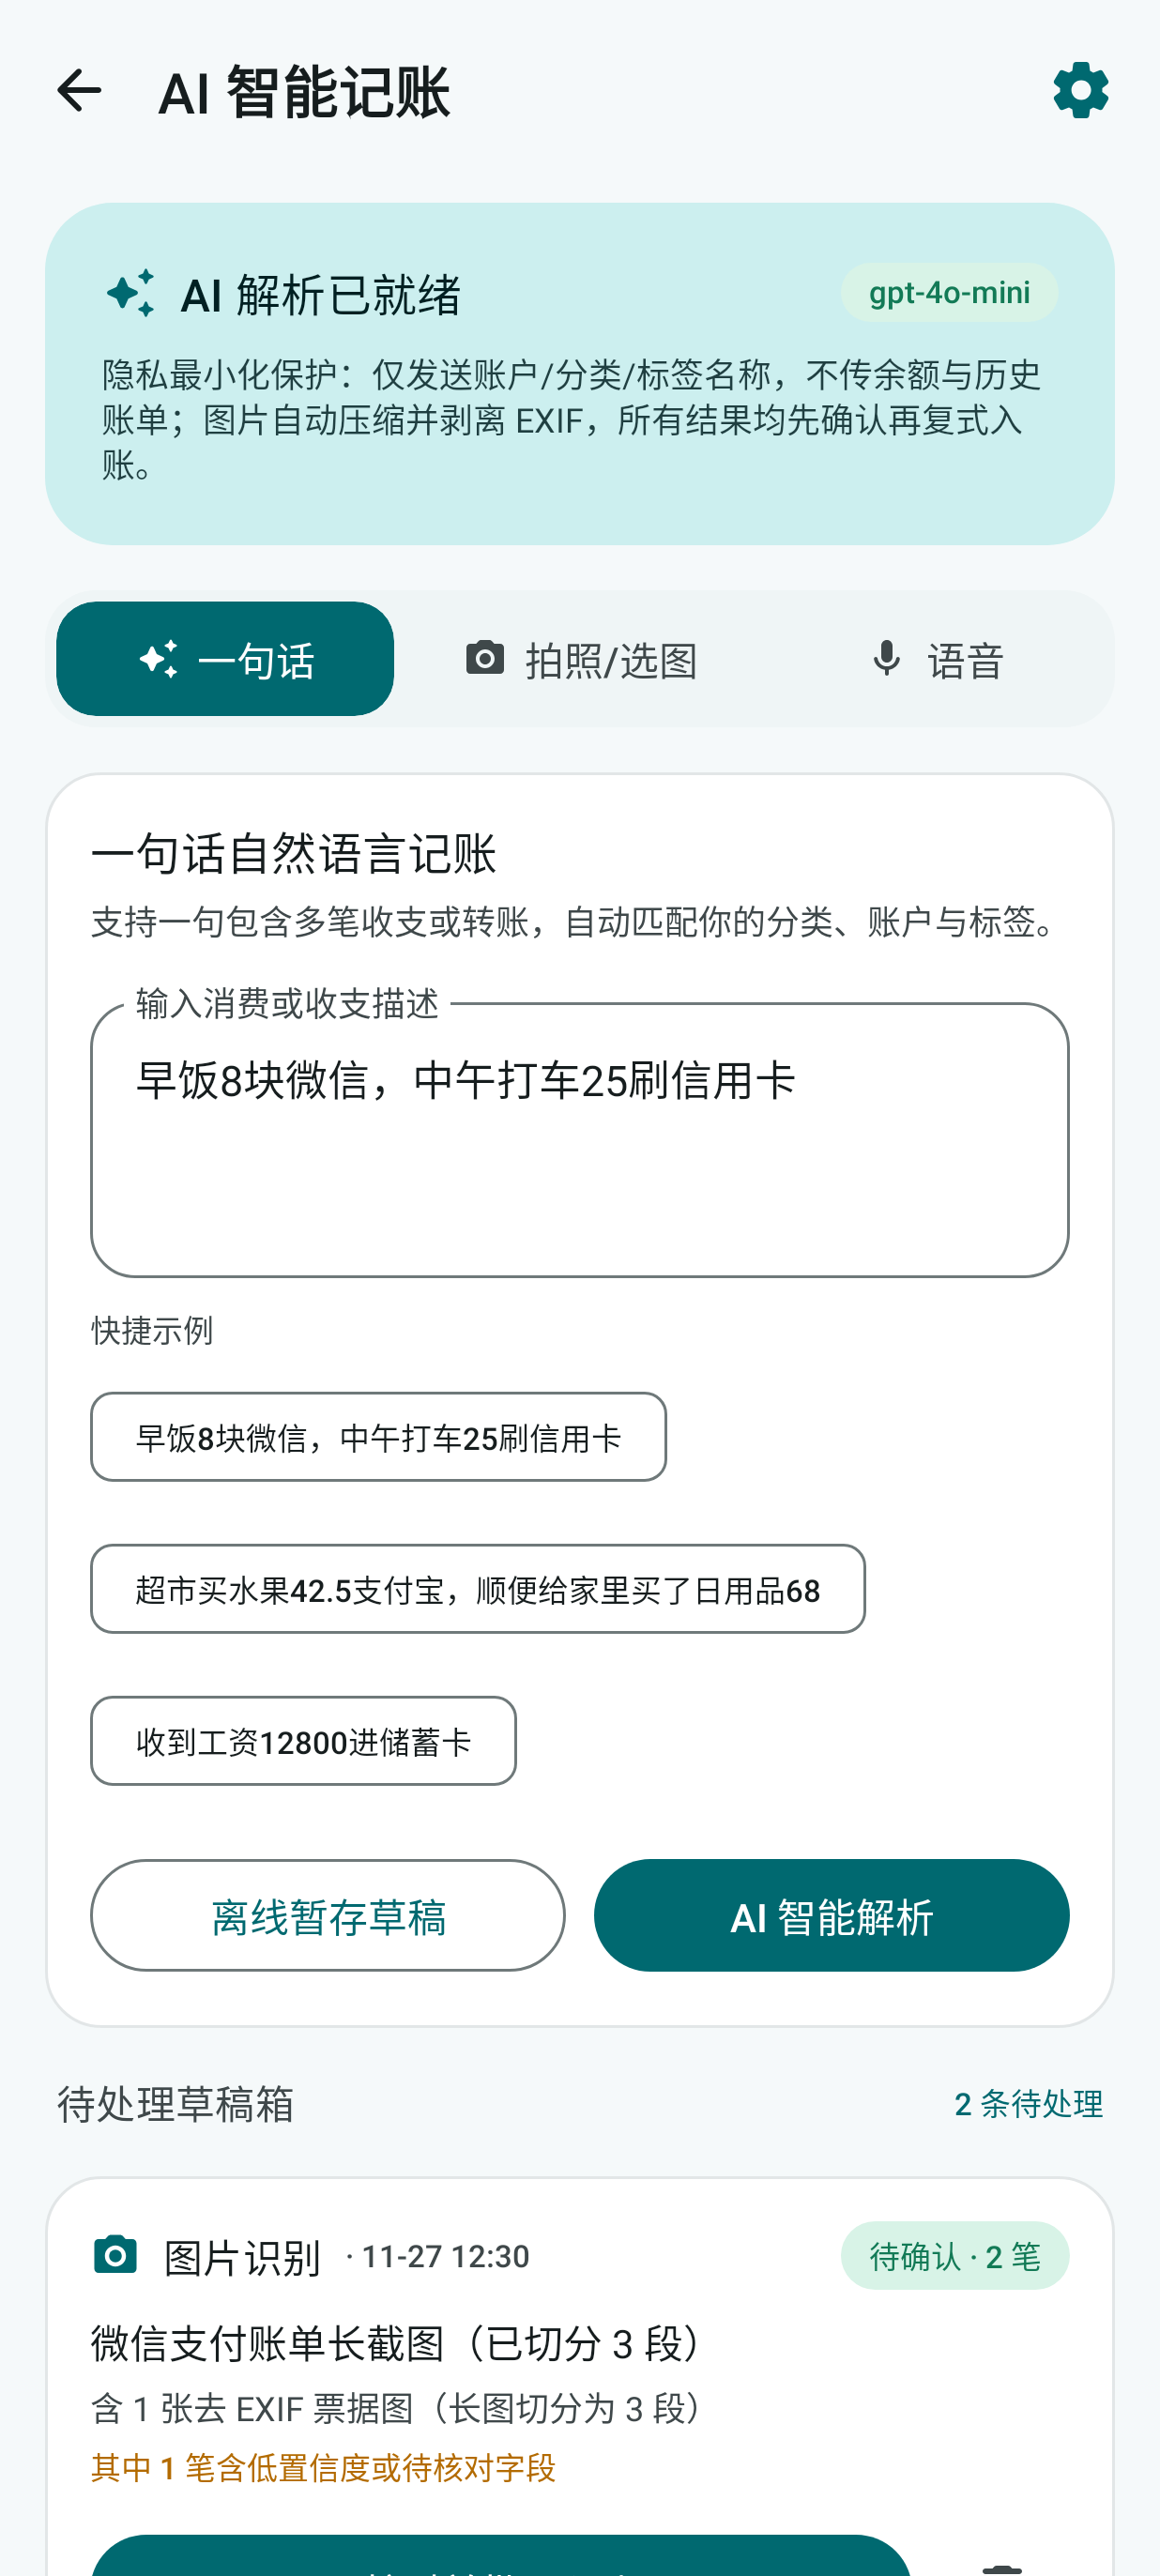 AI 智能记账
AI 解析已就绪
gpt-4o-mini
隐私最小化保护：仅发送账户/分类/标签名称，不传余额与历史
账单；图片自动压缩并剥离 EXIF，所有结果均先确认再复式入
账。
一句话
拍照/选图
语音
一句话自然语言记账
支持一句包含多笔收支或转账，自动匹配你的分类、账户与标签。
输入消费或收支描述
早饭8块微信，中午打车25刷信用卡
快捷示例
早饭8块微信，中午打车25刷信用卡
超市买水果42.5支付宝，顺便给家里买了日用品68
收到工资12800进储蓄卡
离线暂存草稿
AI 智能解析
待处理草稿箱
2 条待处理
图片识别 · 11-27 12:30
待确认 · 2 笔
微信支付账单长截图（已切分 3 段）
含 1 张去 EXIF 票据图（长图切分为 3 段）
其中 1 笔含低置信度或待核对字段